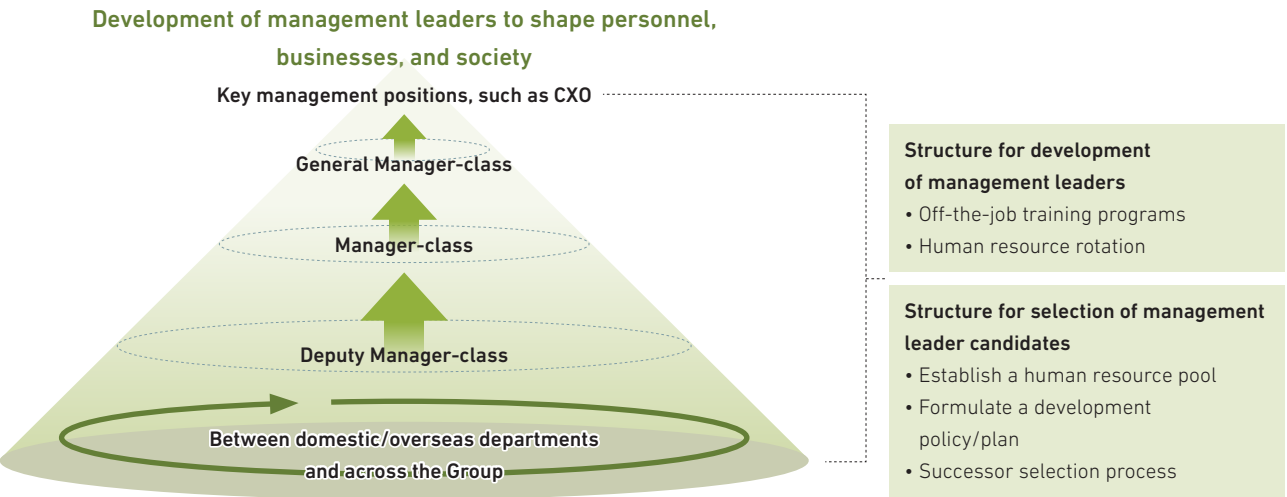 Development of management leaders to shape personnel,
businesses, and society
Key management positions, such as CXO
General Manager-class
Manager-class
Deputy Manager-class
Between domestic/overseas departments
and across the Group
Structure for development
of management leaders
• Off-the-job training programs
• Human resource rotation
Structure for selection of management
leader candidates
• Establish a human resource pool
• Formulate a development
policy/plan
• Successor selection process